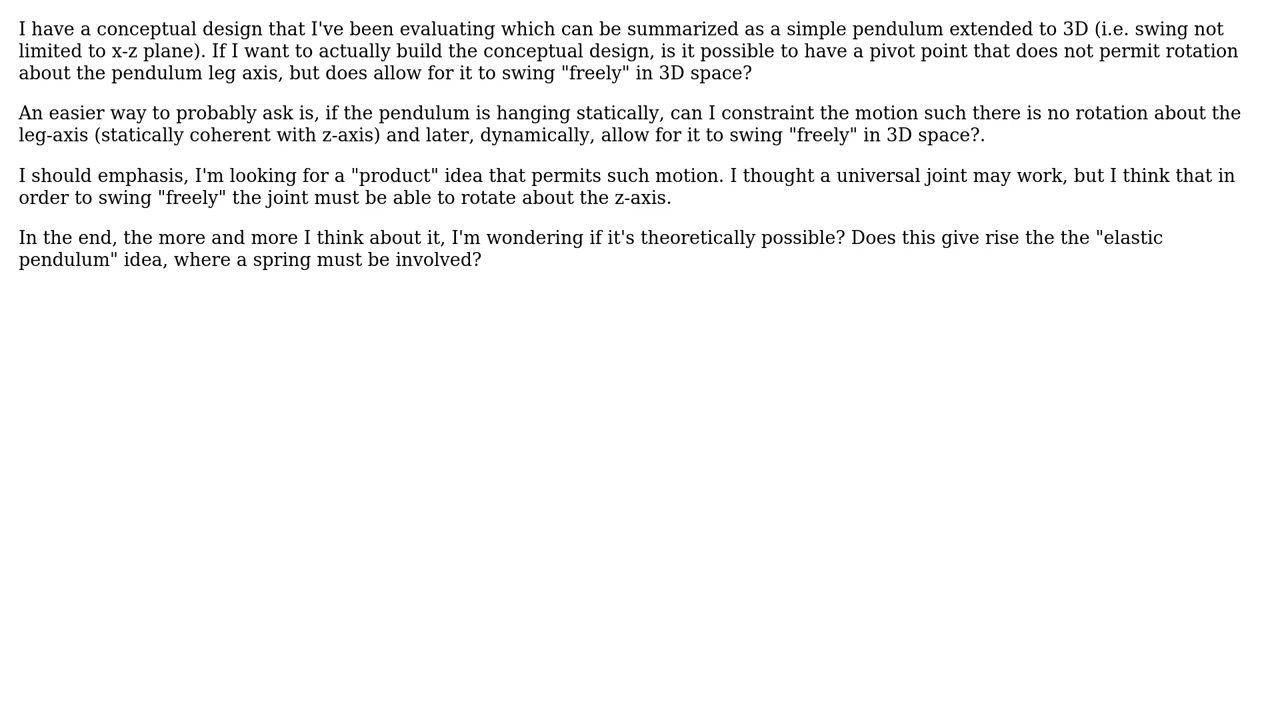 I have a conceptual design that I've been evaluating which can be summarized as a simple pendulum extended to 3D (i.e. swing not
limited to x-z plane). If I want to actually build the conceptual design, is it possible to have a pivot point that does not permit rotation
about the pendulum leg axis, but does allow for it to swing "freely" in 3D space?
An easier way to probably ask is, if the pendulum is hanging statically, can I constraint the motion such there is no rotation about the
leg-axis (statically coherent with z-axis) and later, dynamically, allow for it to swing "freely" in 3D space?.
I should emphasis, I'm looking for a "product" idea that permits such motion. I thought a universal joint may work, but I think that in
order to swing "freely" the joint must be able to rotate about the z-axis.
In the end, the more and more I think about it, I'm wondering if it's theoretically possible? Does this give rise the the "elastic
pendulum" idea, where a spring must be involved?